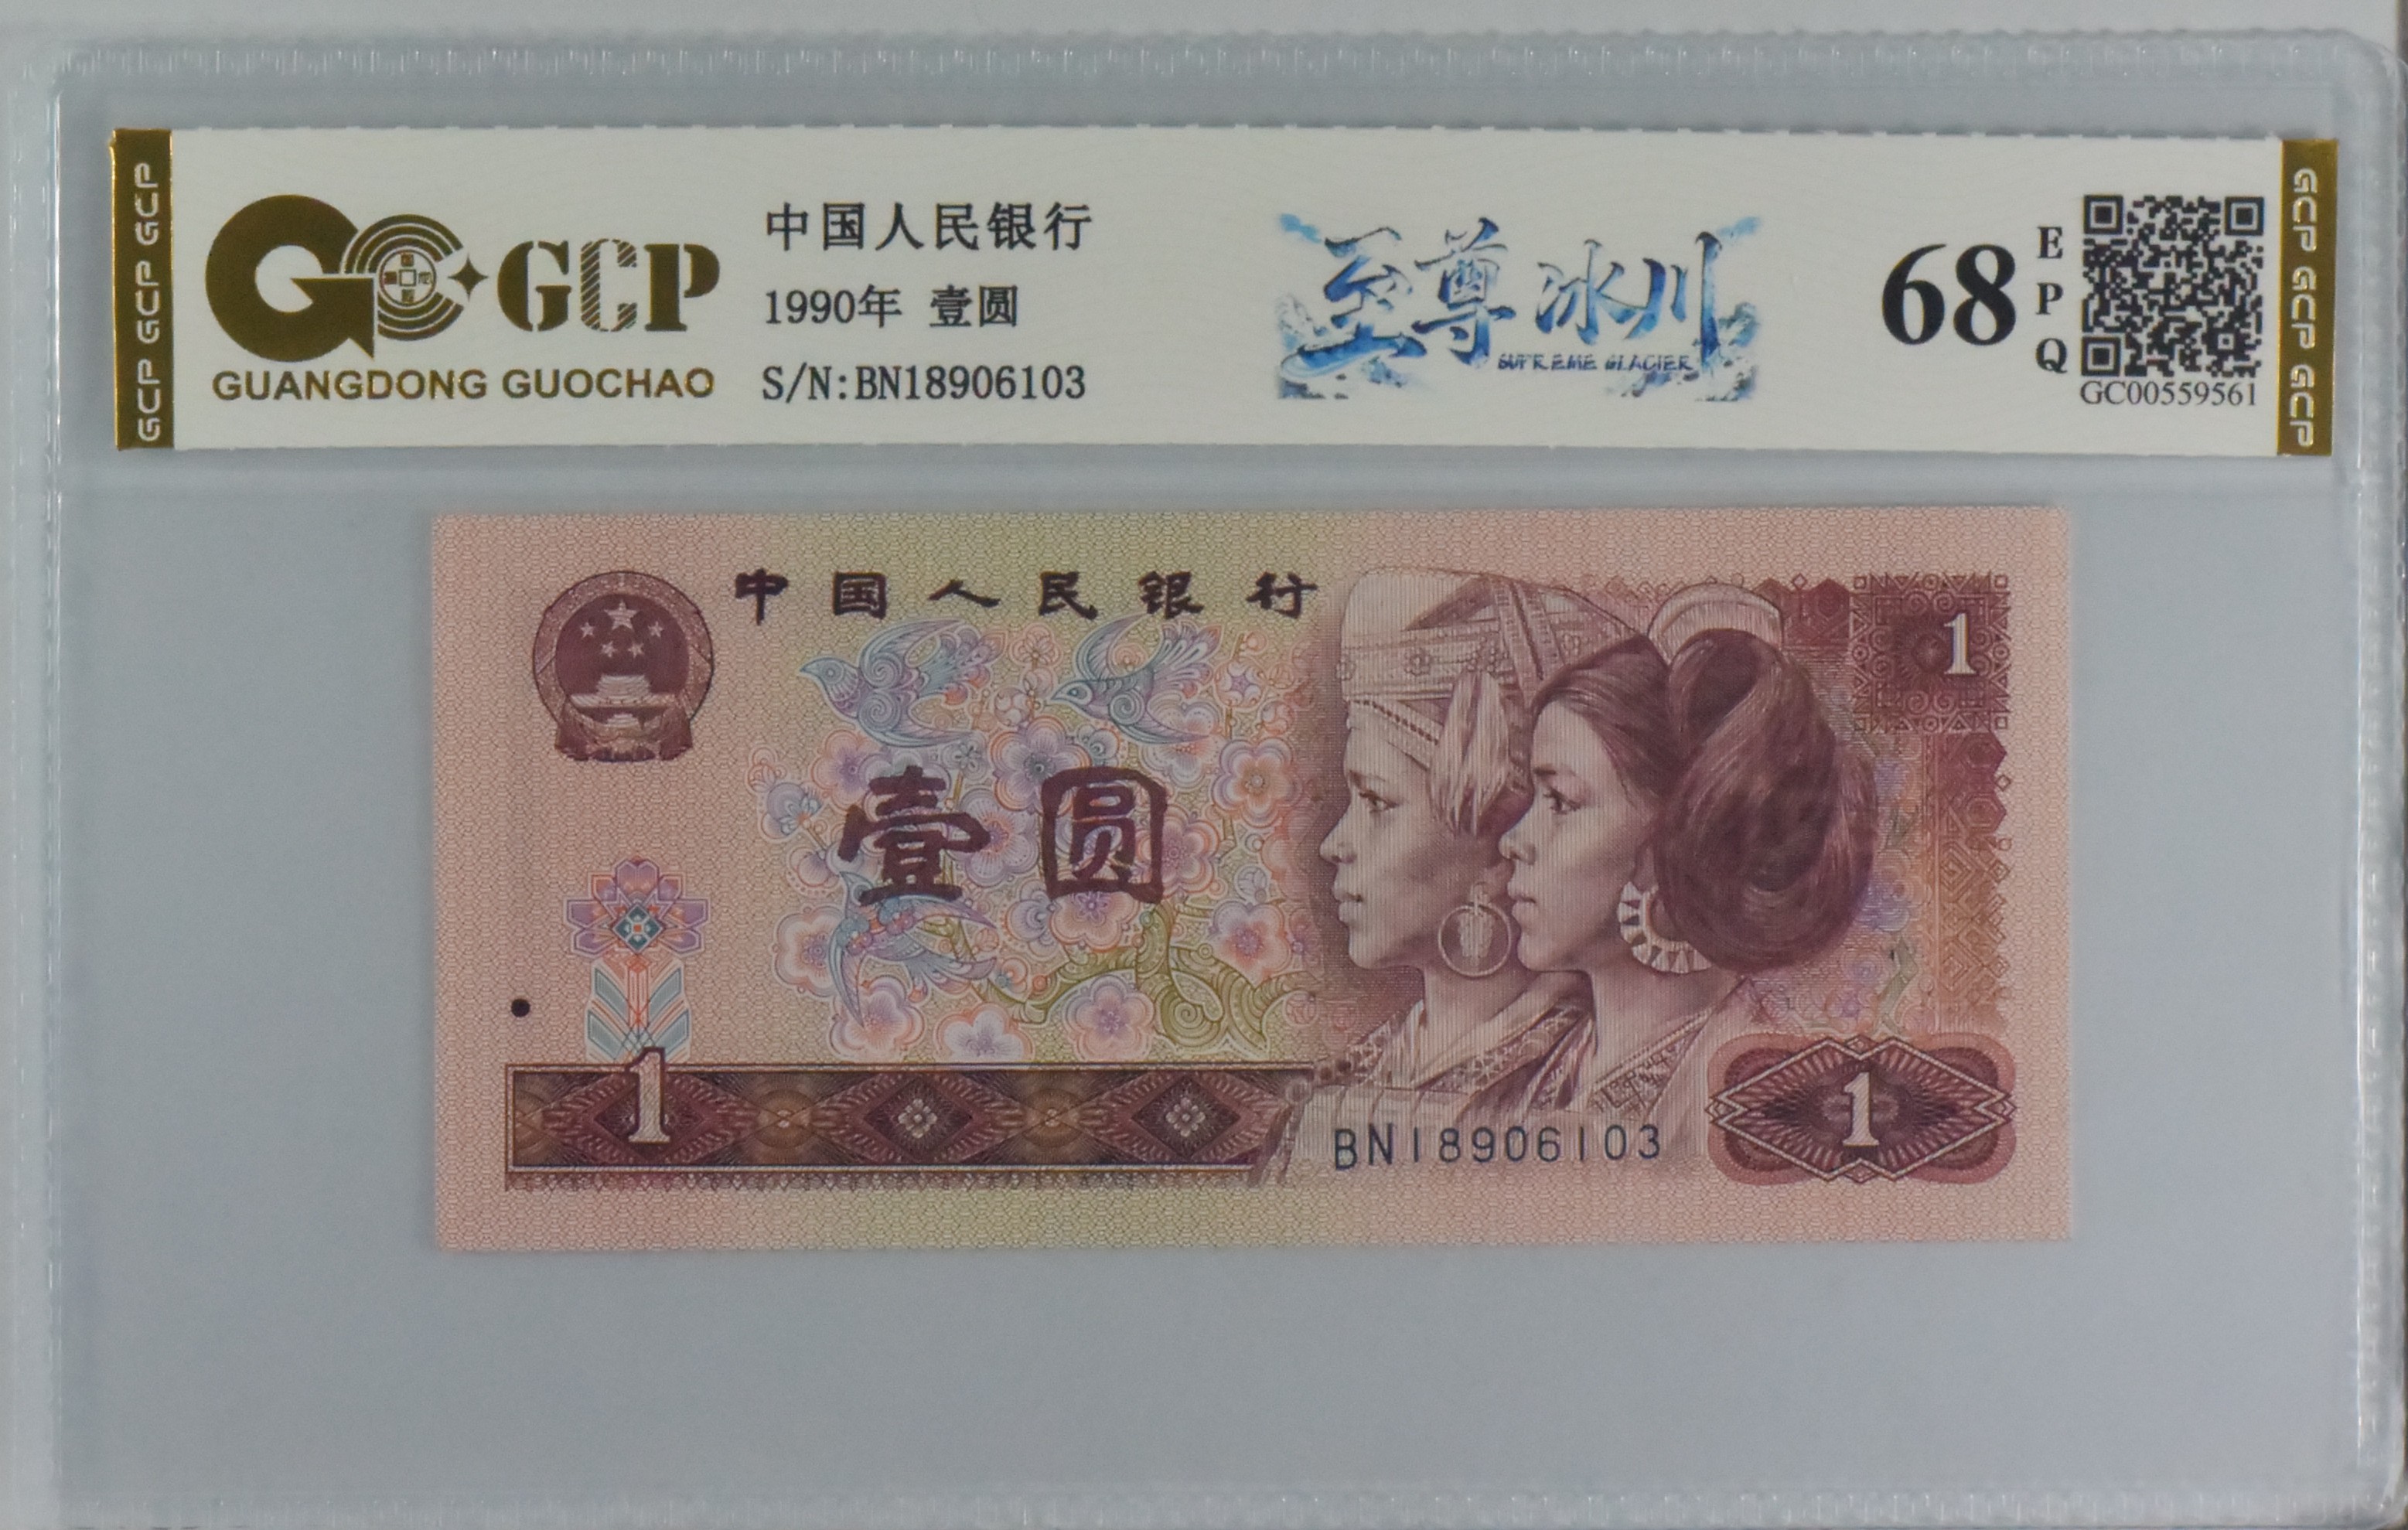 GCP GCP GCP
GCP
GUANGDONG GUOCHAO
中国人民银行
1990年 壹圆
S/N:BN18906103
至尊冰川
SUPREME GLACIER
68
EPQ
GC00559561
GCP GCP GCP
中国人民银行
1
壹圆
1
BN18906103
1